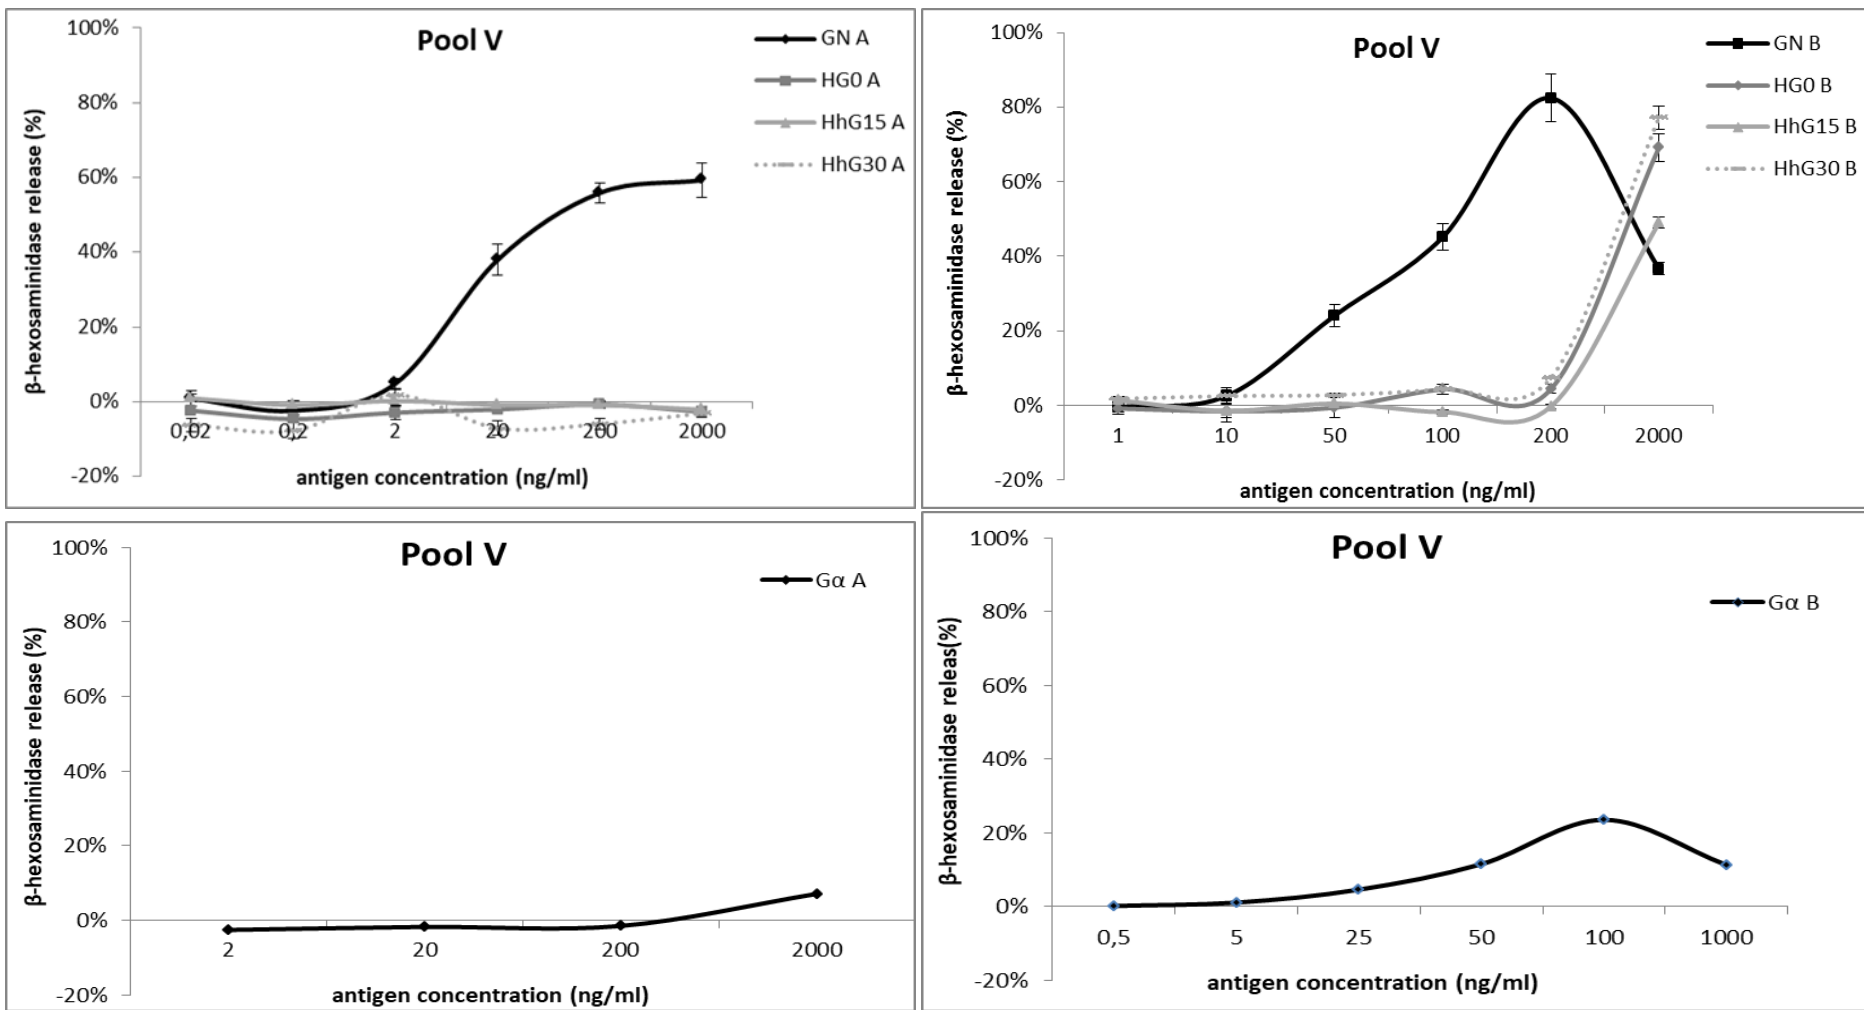 Pool V
β-hexosaminidase release (%)
100%
80%
60%
40%
20%
0%
-20%
0,02 0,2 2 20 200 2000
antigen concentration (ng/ml)
GN A
HG0 A
HhG15 A
HhG30 A
Pool V
β-hexosaminidase release (%)
100%
80%
60%
40%
20%
0%
-20%
1 10 50 100 200 2000
antigen concentration (ng/ml)
GN B
HG0 B
HhG15 B
HhG30 B
Pool V
β-hexosaminidase release (%)
100%
80%
60%
40%
20%
0%
-20%
2 20 200 2000
antigen concentration (ng/ml)
Gα A
Pool V
β-hexosaminidase releas(%)
100%
80%
60%
40%
20%
0%
-20%
0,5 5 25 50 100 1000
antigen concentration (ng/ml)
Gα B